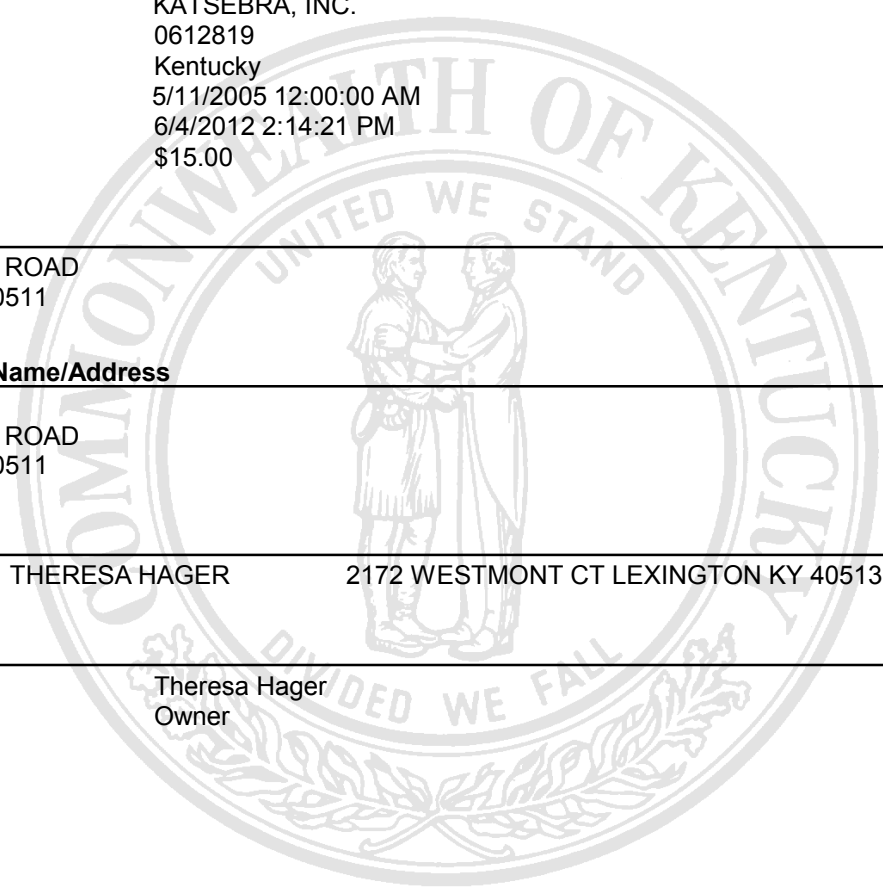 KATSEBRA, INC.
0612819
Kentucky
5/11/2005 12:00:00 AM
6/4/2012 2:14:21 PM
$15.00
COMMONWEALTH OF KENTUCKY
UNITED WE STAND
ROAD
0511
Name/Address
ROAD
0511
THERESA HAGER 2172 WESTMONT CT LEXINGTON KY 40513
DIVIDED WE FALL
Theresa Hager
Owner